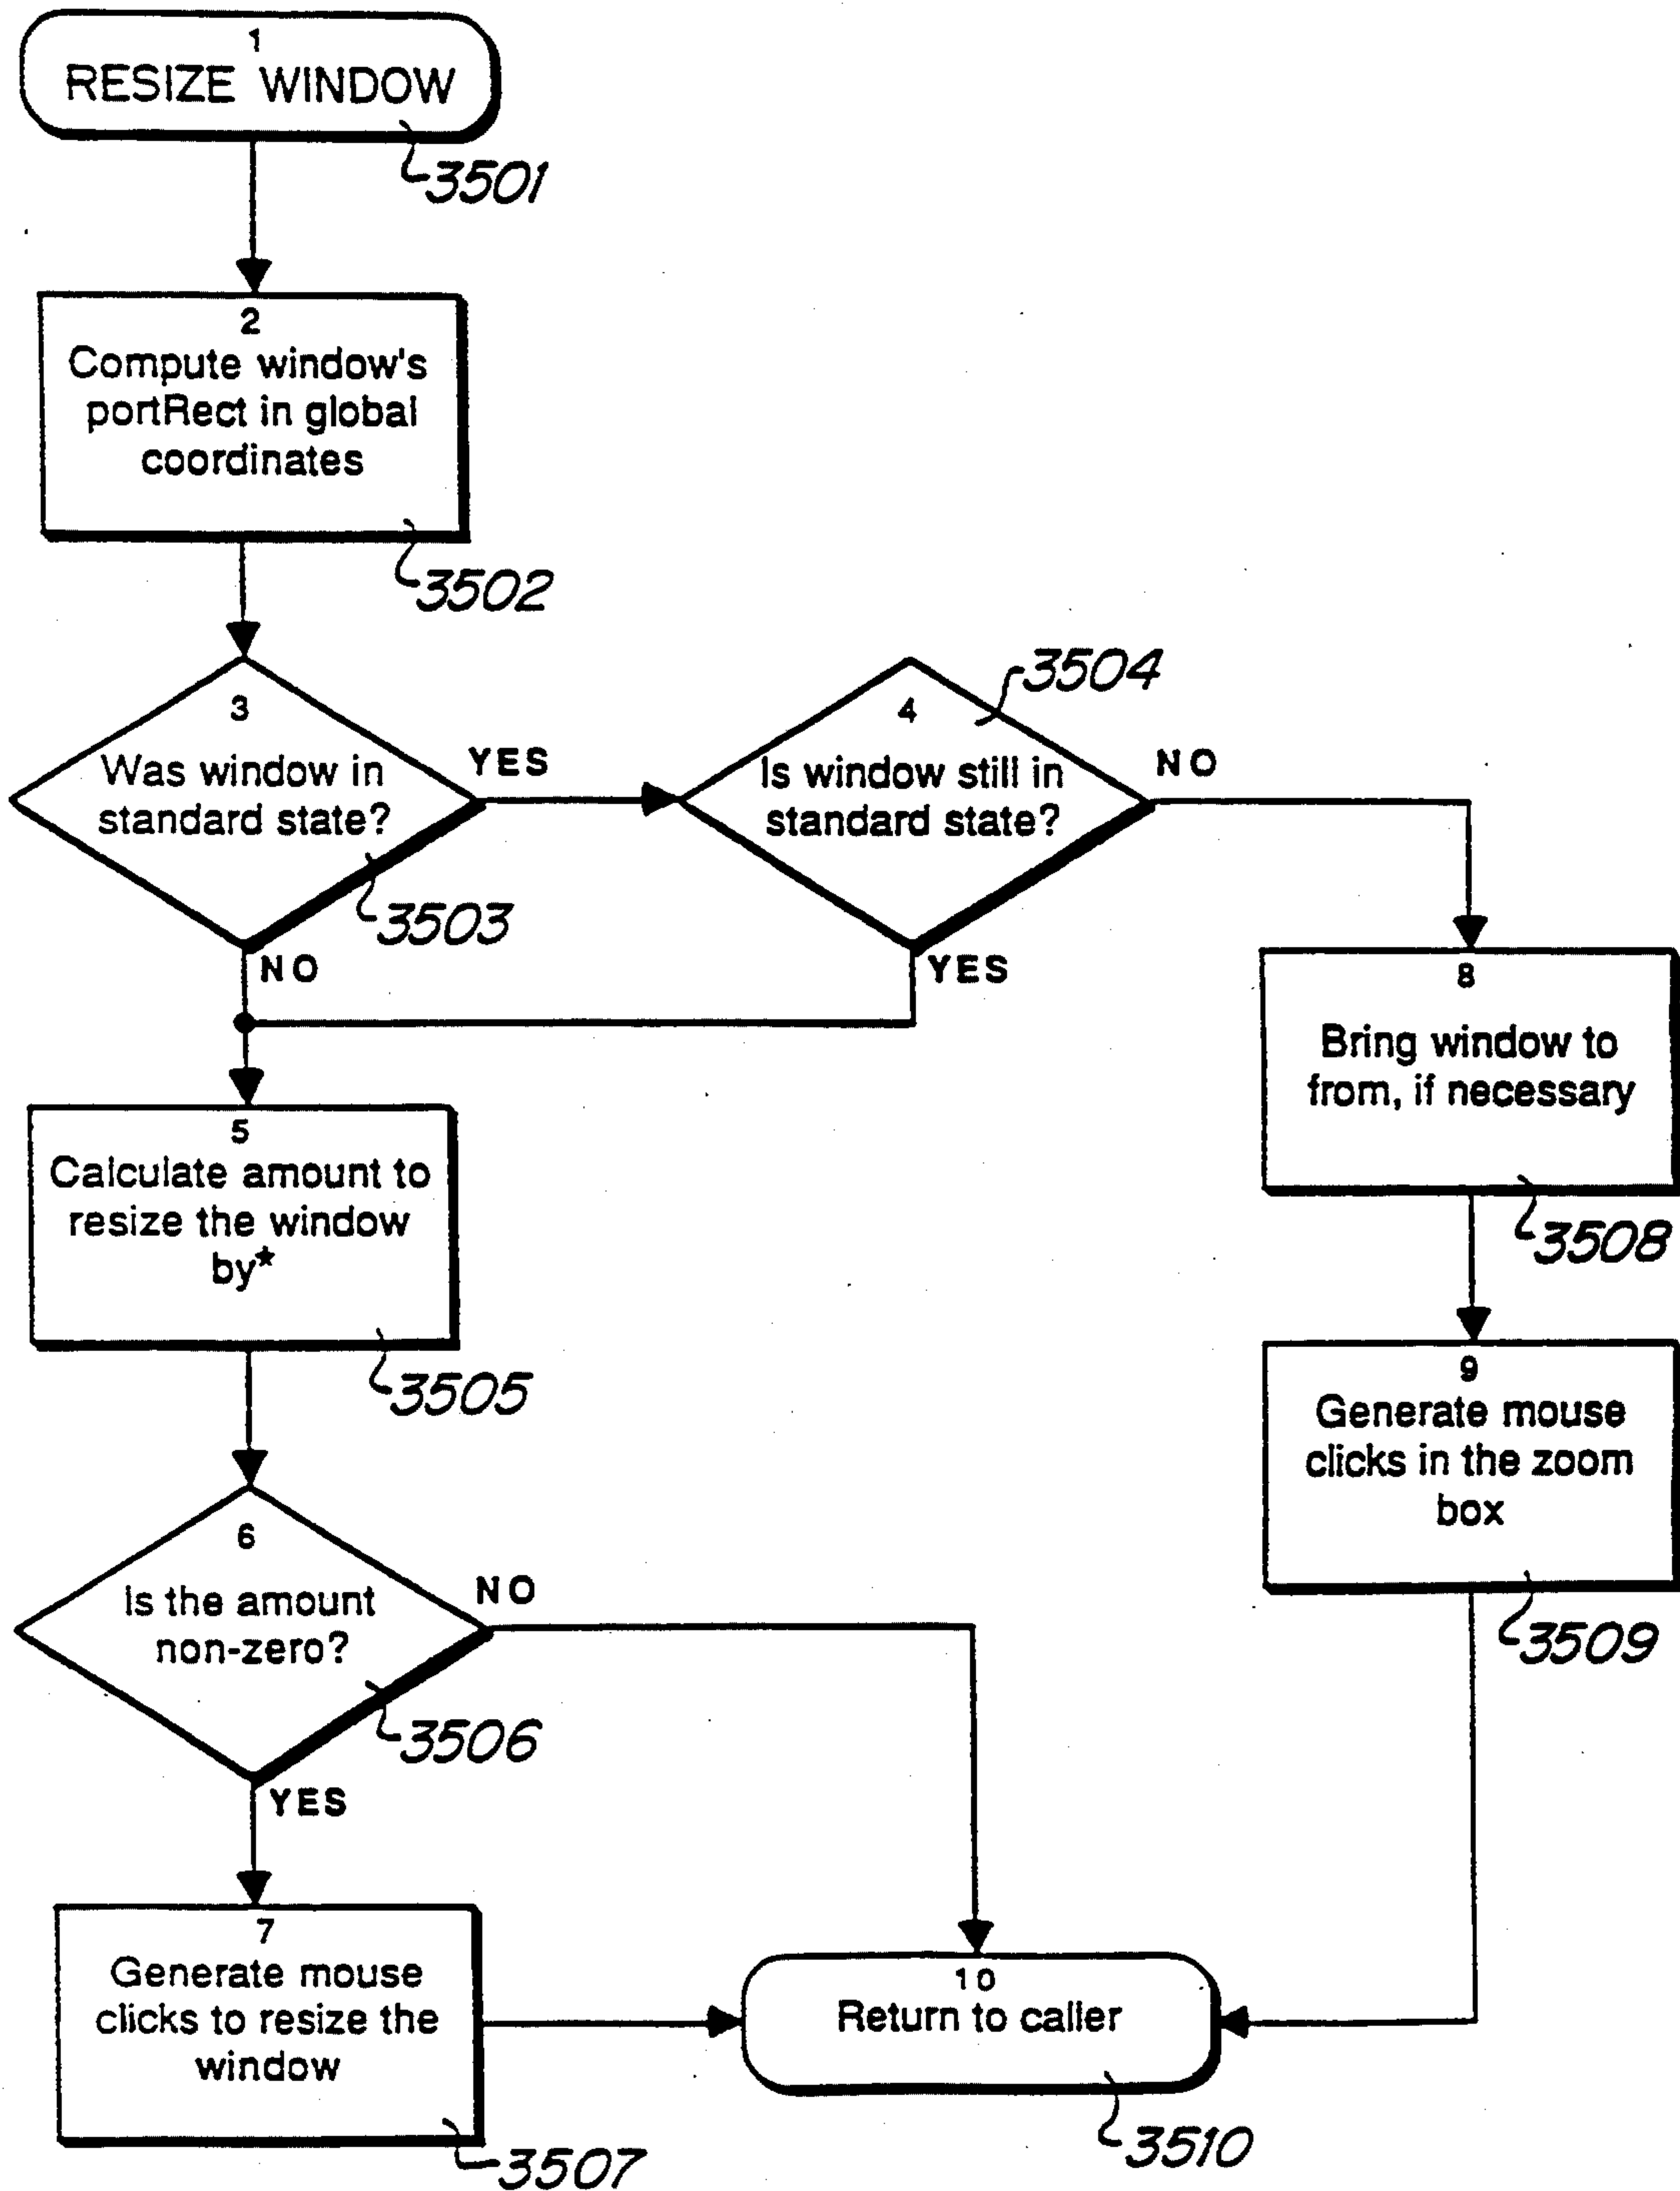 1
RESIZE WINDOW
3501
2
Compute window's
portRect in global
coordinates
3502
3
Was window in
standard state?
3503
YES
NO
3504
4
Is window still in
standard state?
NO
YES
5
Calculate amount to
resize the window
by*
3505
8
Bring window to
from, if necessary
3508
9
Generate mouse
clicks in the zoom
box
3509
6
Is the amount
non-zero?
3506
NO
YES
7
Generate mouse
clicks to resize the
window
3507
10
Return to caller
3510